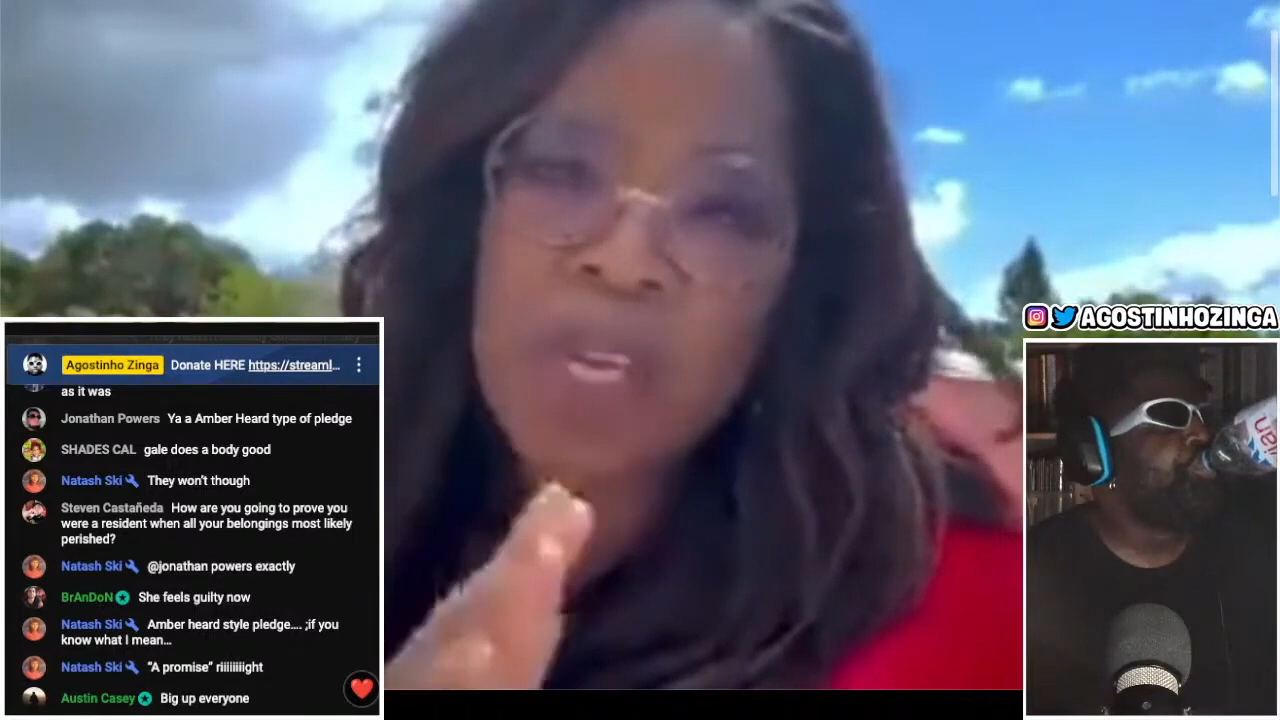 AGOSTINHOZINGA
Agostinho Zinga Donate HERE https://streaml...
as it was
Jonathan Powers Ya a Amber Heard type of pledge
SHADES CAL gale does a body good
Natash Ski They won't though
Steven Castañeda How are you going to prove you
were a resident when all your belongings most likely
perished?
Natash Ski @jonathan powers exactly
BrAnDoN She feels guilty now
Natash Ski Amber heard style pledge.... ;if you
know what I mean...
Natash Ski “A promise” riiiiiiiight
Austin Casey Big up everyone